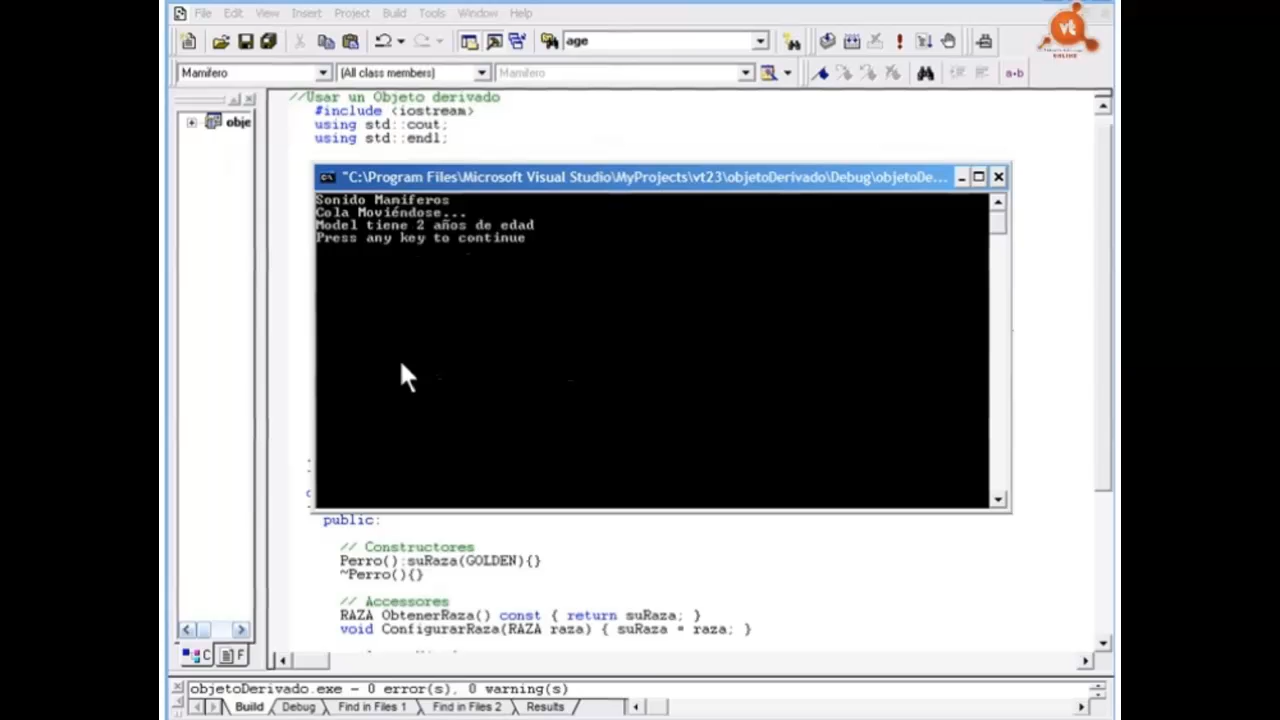 File Edit View Insert Project Build Tools Window Help
vt
ONLINE
age
Mamifero (All class members) Mamifero
//Usar un Objeto derivado
#include <iostream>
obje
using std::cout;
using std::endl;
"C:\Program Files\Microsoft Visual Studio\MyProjects\vt23\objetoDerivado\Debug\objetoDe...
Sonido Mamiferos
Cola Moviéndose...
Model tiene 2 años de edad
Press any key to continue
public:
// Constructores
Perro():suRaza(GOLDEN){}
~Perro(){}
// Accessores
RAZA ObtenerRaza() const { return suRaza; }
void ConfigurarRaza(RAZA raza) { suRaza = raza; }
C F
objetoDerivado.exe - 0 error(s), 0 warning(s)
Build Debug Find in Files 1 Find in Files 2 Results